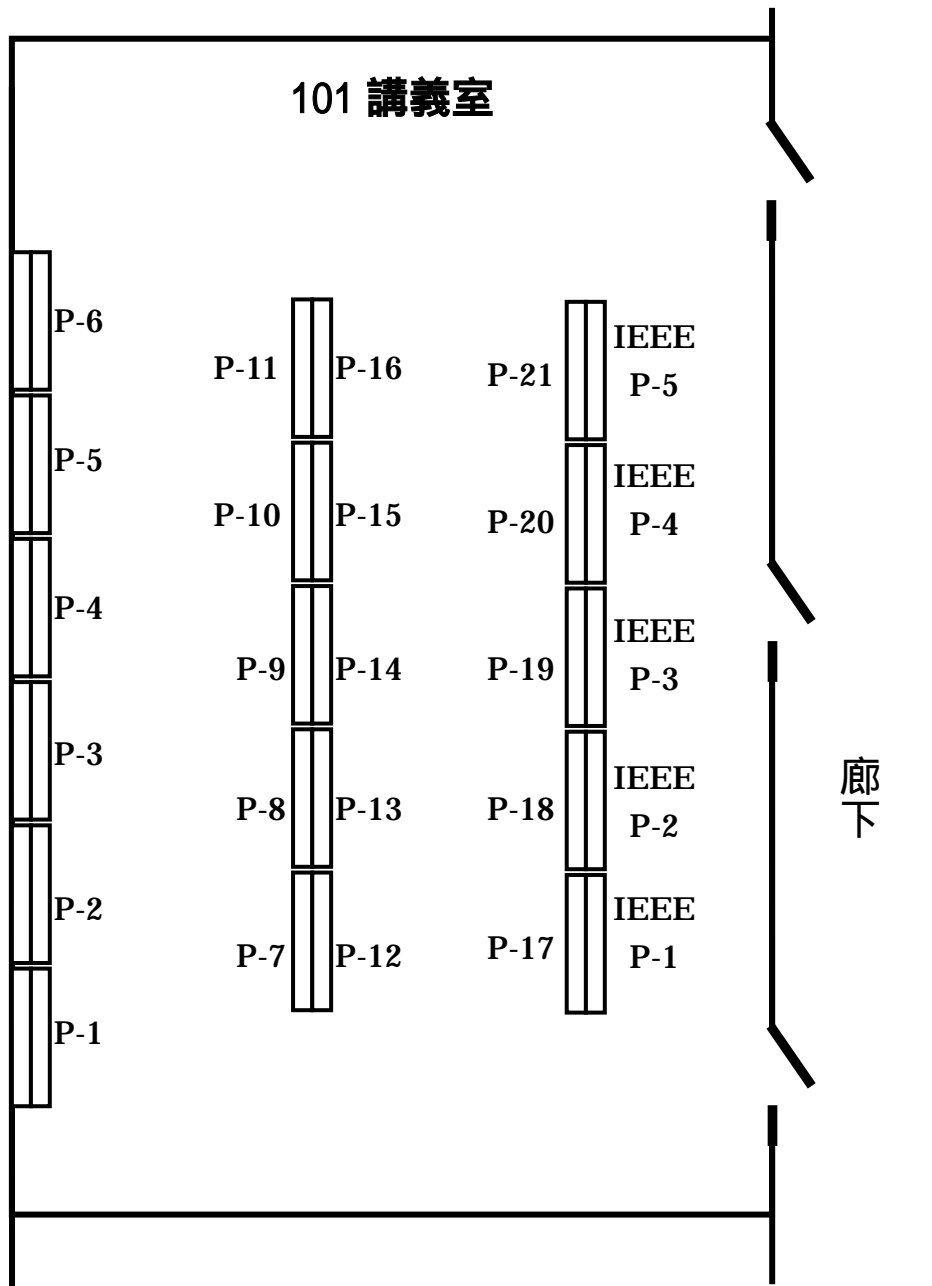 101 講義室
P-6
P-5
P-4
P-3
P-2
P-1
P-11
P-10
P-9
P-8
P-7
P-16
P-15
P-14
P-13
P-12
P-21
P-20
P-19
P-18
P-17
IEEE
P-5
IEEE
P-4
IEEE
P-3
IEEE
P-2
IEEE
P-1
廊下